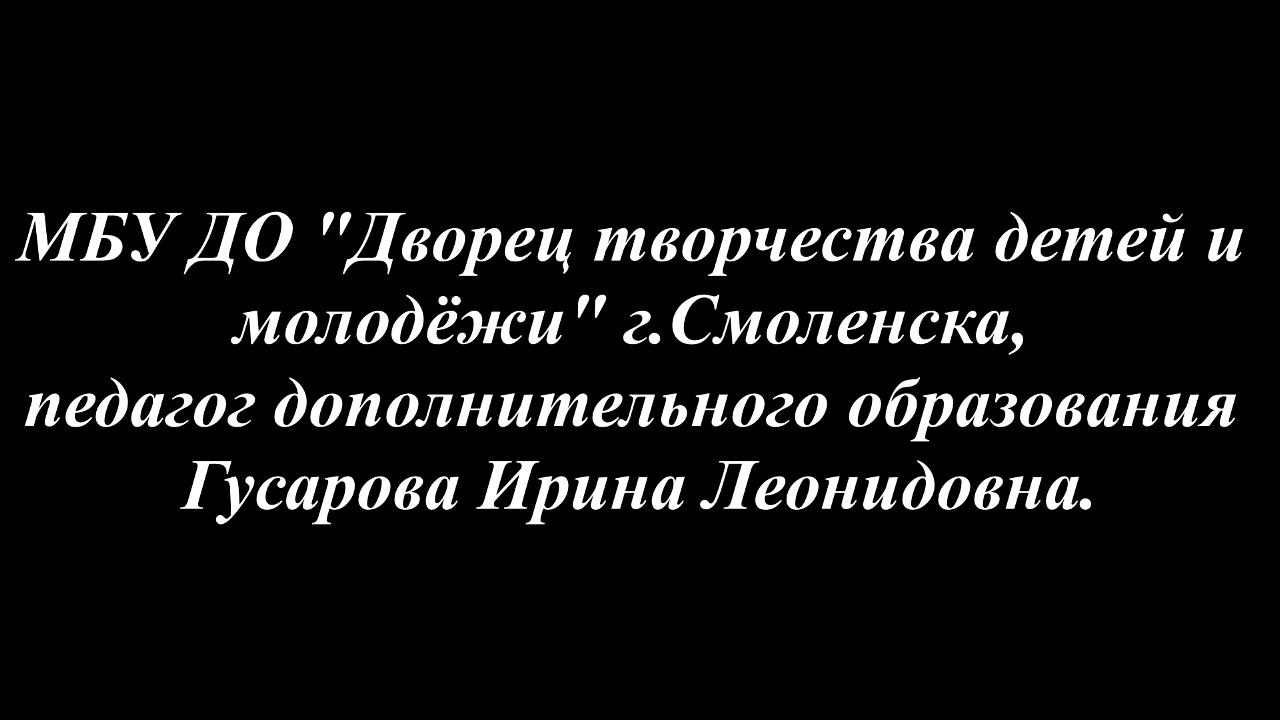 МБУ ДО "Дворец творчества детей и
молодёжи" г.Смоленска,
педагог дополнительного образования
Гусарова Ирина Леонидовна.